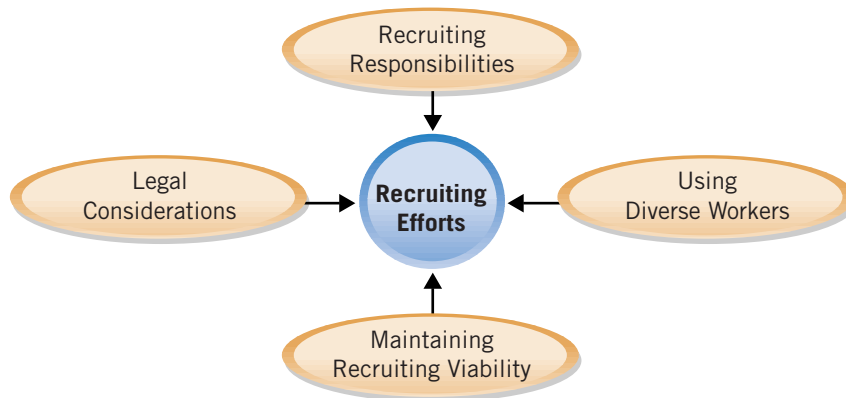 Recruiting
Responsibilities
Legal
Considerations
Recruiting
Efforts
Using
Diverse Workers
Maintaining
Recruiting Viability